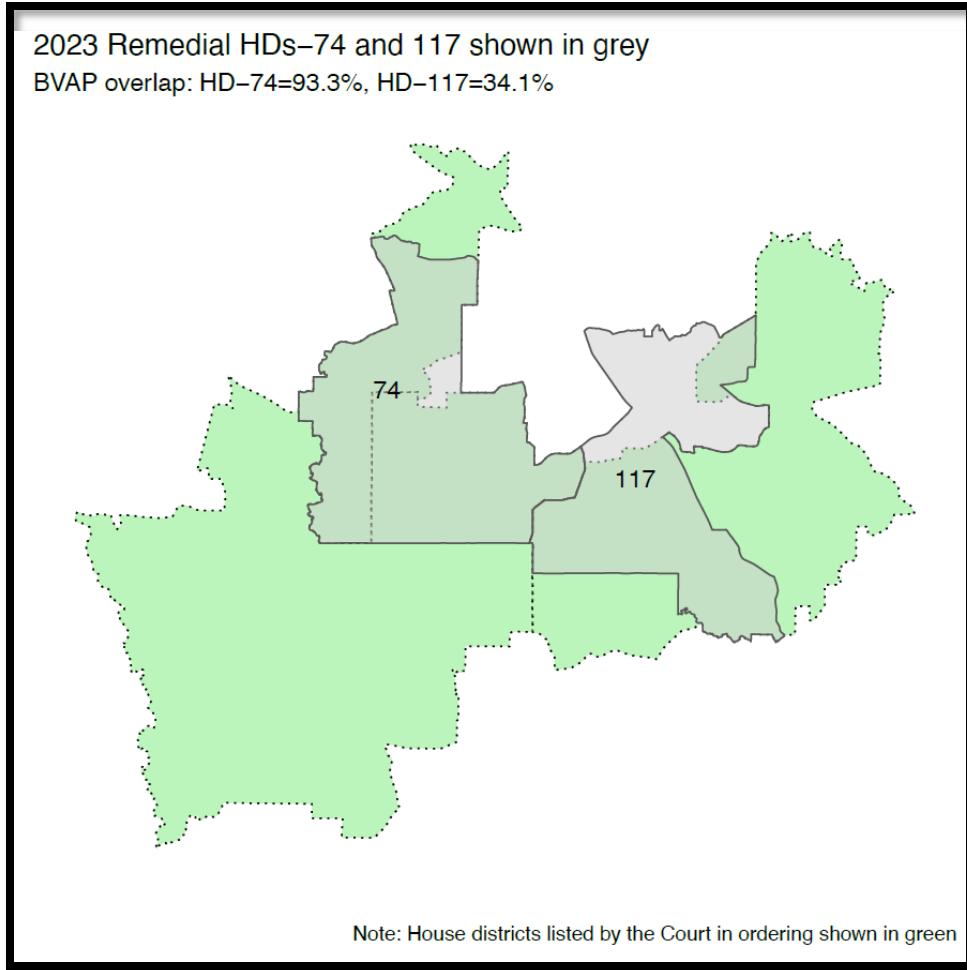 2023 Remedial HDs−74 and 117 shown in grey
BVAP overlap: HD−74=93.3%, HD−117=34.1%
74
117
Note: House districts listed by the Court in ordering shown in green